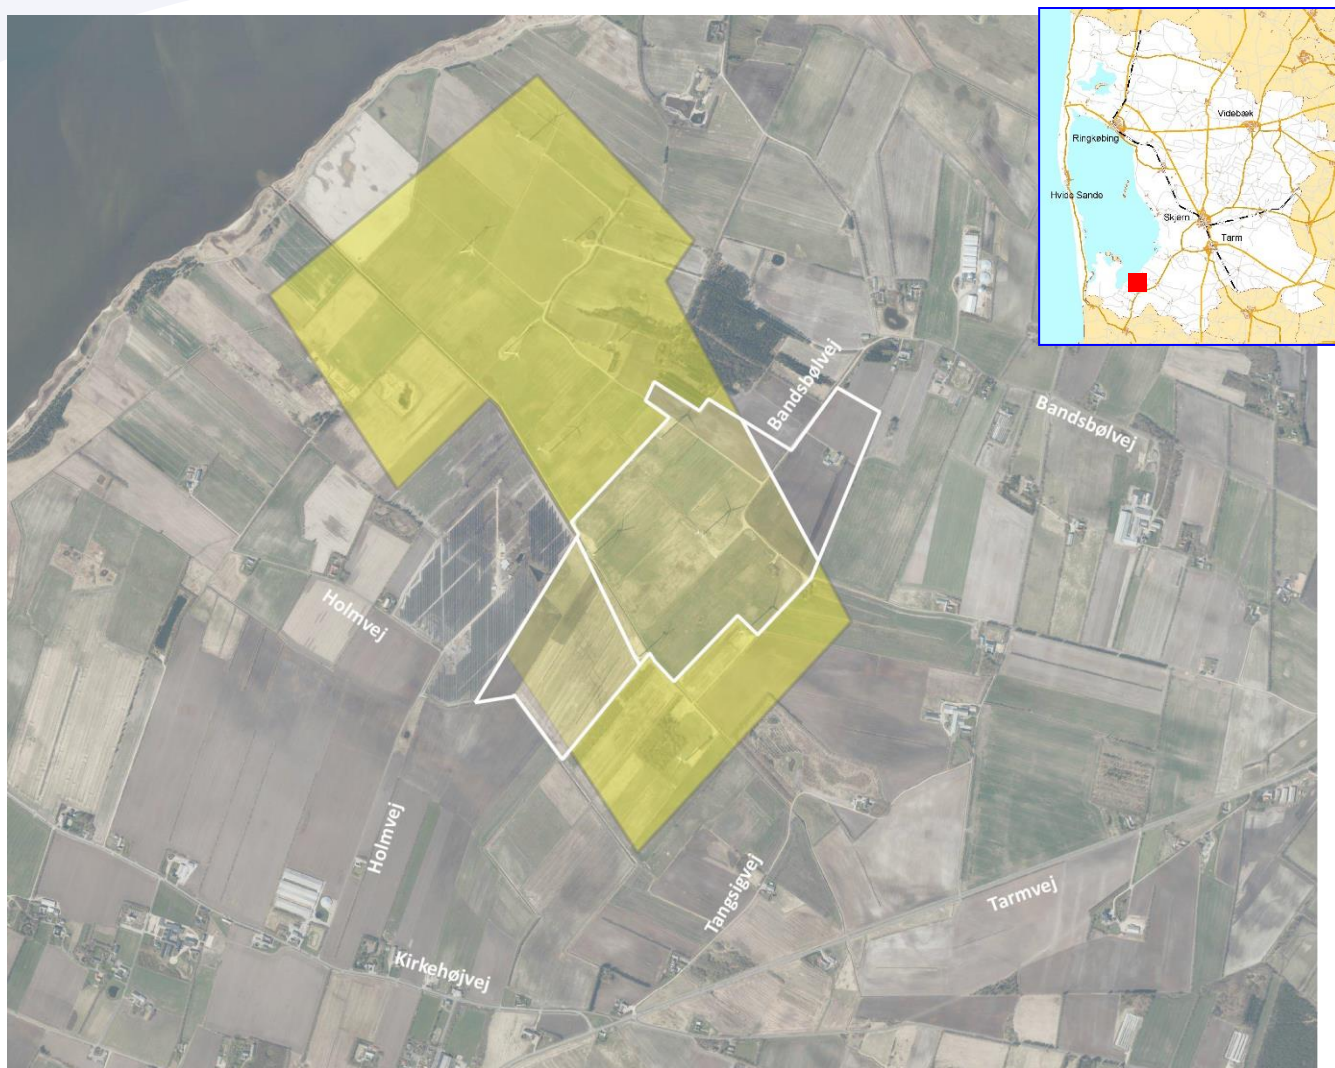 Videbæk
Ringkøbing
Hvide Sande
Skjern
Tarm
Bandsbølvej
Bandsbølvej
Holmvej
Holmvej
Tangsigvej
Tarmvej
Kirkehøjvej